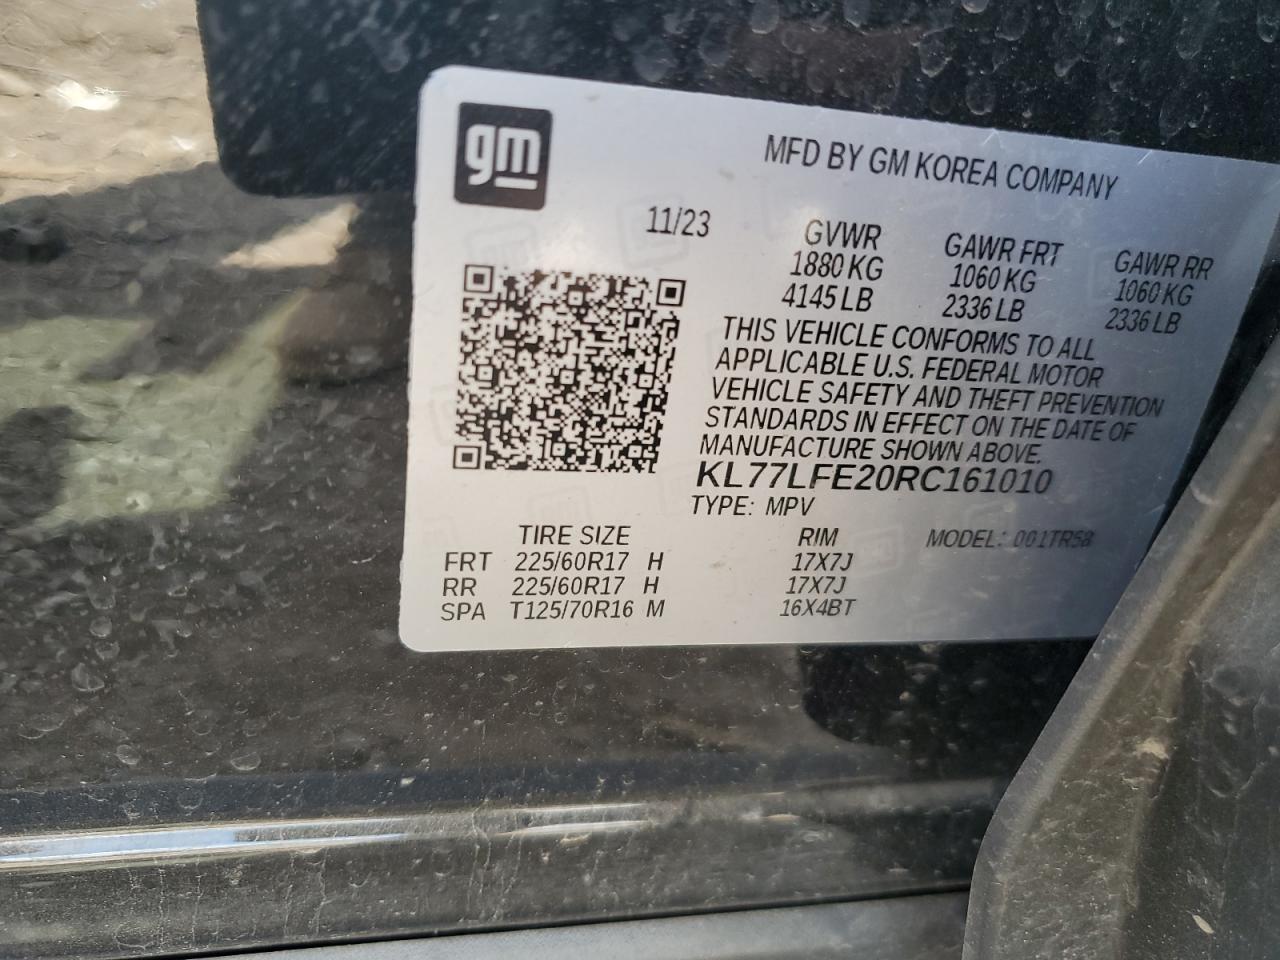 gm
MFD BY GM KOREA COMPANY
11/23 GVWR GAWR FRT GAWR RR
1880 KG 1060 KG 1060 KG
4145 LB 2336 LB 2336 LB
THIS VEHICLE CONFORMS TO ALL
APPLICABLE U.S. FEDERAL MOTOR
VEHICLE SAFETY AND THEFT PREVENTION
STANDARDS IN EFFECT ON THE DATE OF
MANUFACTURE SHOWN ABOVE.
KL77LFE20RC161010
TYPE: MPV
TIRE SIZE RIM MODEL: 001TR58
FRT 225/60R17 H 17X7J
RR 225/60R17 H 17X7J
SPA T125/70R16 M 16X4BT